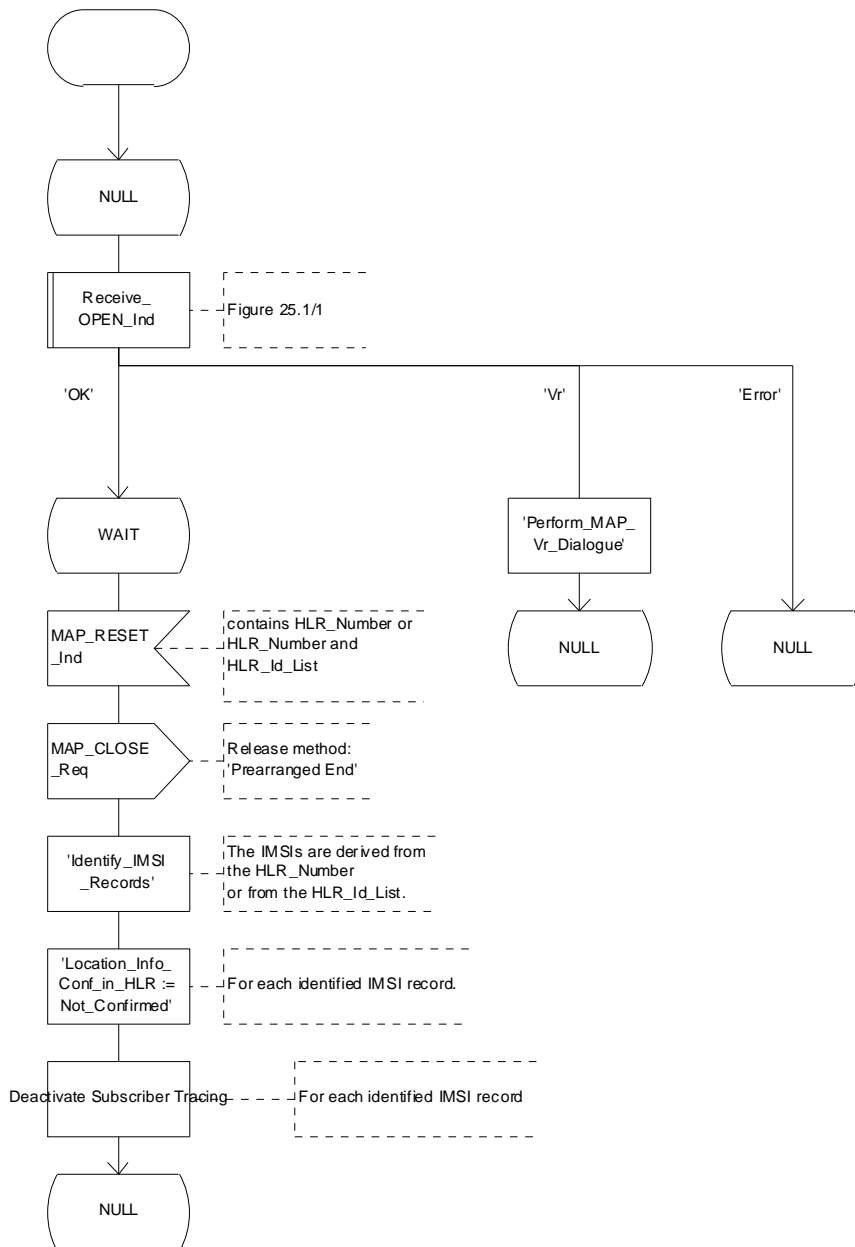 NULL
Receive_
OPEN_Ind
Figure 25.1/1
'OK'
'Vr'
'Error'
WAIT
'Perform_MAP_
Vr_Dialogue'
MAP_RESET
_Ind
contains HLR_Number or
HLR_Number and
HLR_Id_List
NULL
NULL
MAP_CLOSE
_Req
Release method:
'Prearranged End'
'Identify_IMSI
_Records'
The IMSIs are derived from
the HLR_Number
or from the HLR_Id_List.
'Location_Info_
Conf_in_HLR :=
Not_Confirmed'
For each identified IMSI record.
Deactivate Subscriber Tracing
For each identified IMSI record
NULL